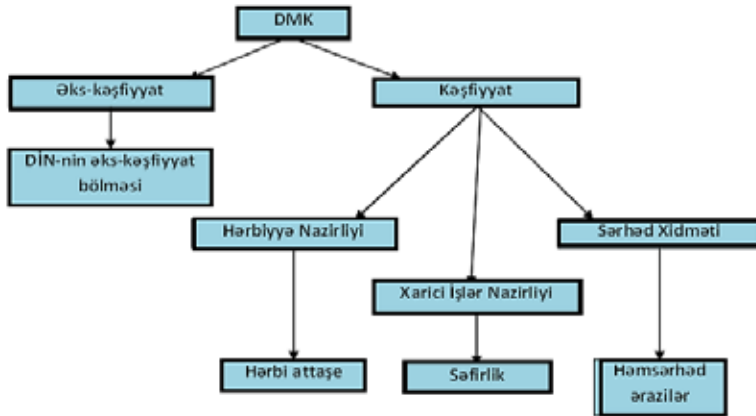 DMK
Əks-kəşfiyyat
Kəşfiyyat
DİN-nin əks-kəşfiyyat
bölməsi
Hərbiyyə Nazirliyi
Sərhəd Xidməti
Xarici İşlər Nazirliyi
Hərbi attaşe
Səfirlik
Həmsərhəd
ərazilər